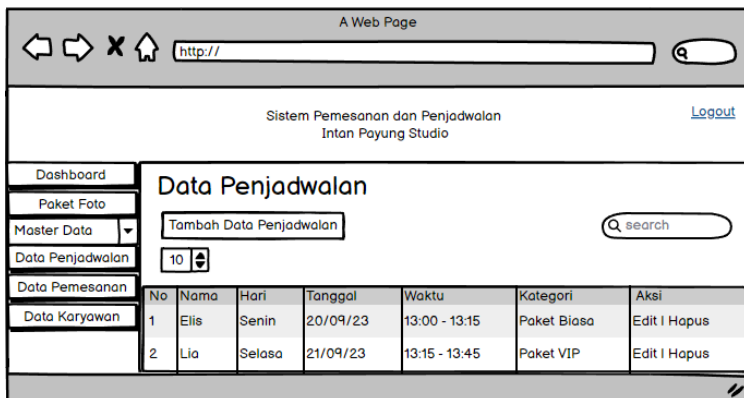 A Web Page
http://
Sistem Pemesanan dan Penjadwalan
Intan Payung Studio
Logout
Dashboard
Paket Foto
Master Data
Data Penjadwalan
Data Pemesanan
Data Karyawan
Data Penjadwalan
Tambah Data Penjadwalan
search
10
No Nama Hari Tanggal Waktu Kategori Aksi
1 Elis Senin 20/09/23 13:00 - 13:15 Paket Biasa Edit I Hapus
2 Lia Selasa 21/09/23 13:15 - 13:45 Paket VIP Edit I Hapus